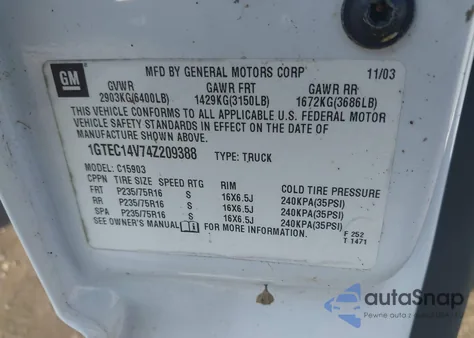 GM
MFD BY GENERAL MOTORS CORP 11/03
GVWR GAWR FRT GAWR RR
2903KG(6400LB) 1429KG(3150LB) 1672KG(3686LB)
THIS VEHICLE CONFORMS TO ALL APPLICABLE U.S. FEDERAL MOTOR
VEHICLE SAFETY STANDARDS IN EFFECT ON THE DATE OF
MANUFACTURE SHOWN ABOVE.
1GTEC14V74Z209388 TYPE: TRUCK
MODEL: C15903
CPPN TIRE SIZE SPEED RTG RIM COLD TIRE PRESSURE
FRT P235/75R16 S 16X6.5J 240KPA(35PSI)
RR P235/75R16 S 16X6.5J 240KPA(35PSI)
SPA P235/75R16 S 16X6.5J 240KPA(35PSI)
SEE OWNER'S MANUAL FOR MORE INFORMATION.
F 252
T 1471
autoSnap
Pewne auta z aukcji